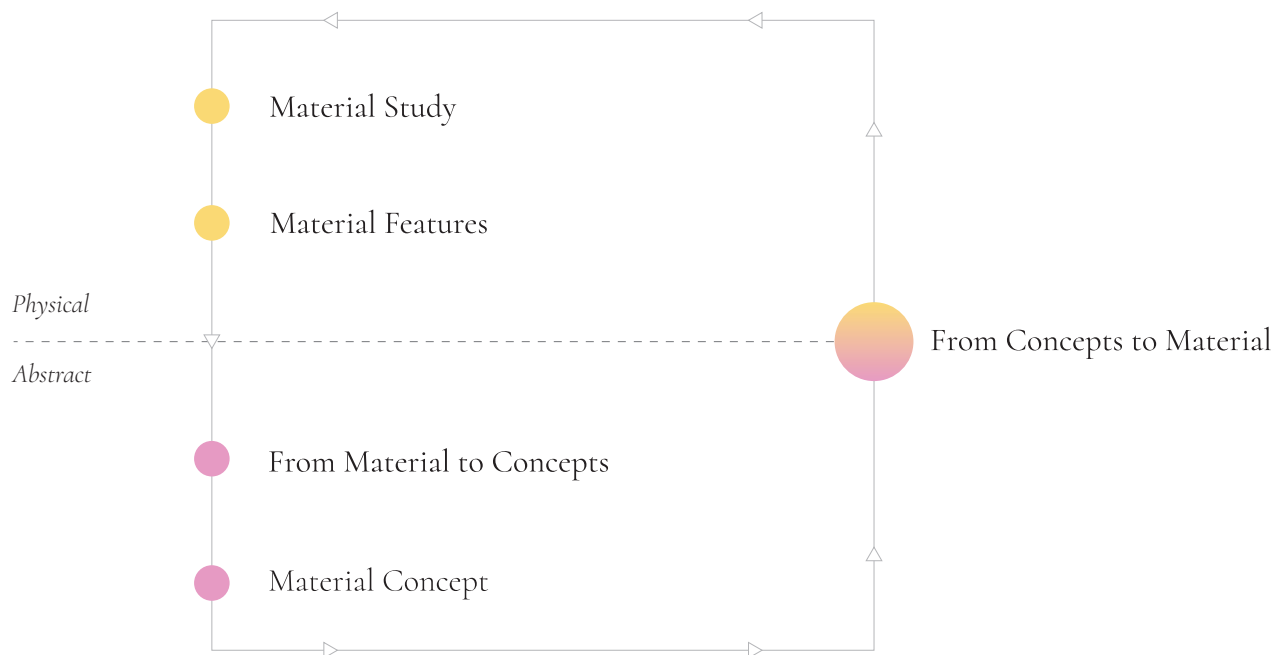 Material Study
Material Features
Physical
From Concepts to Material
Abstract
From Material to Concepts
Material Concept